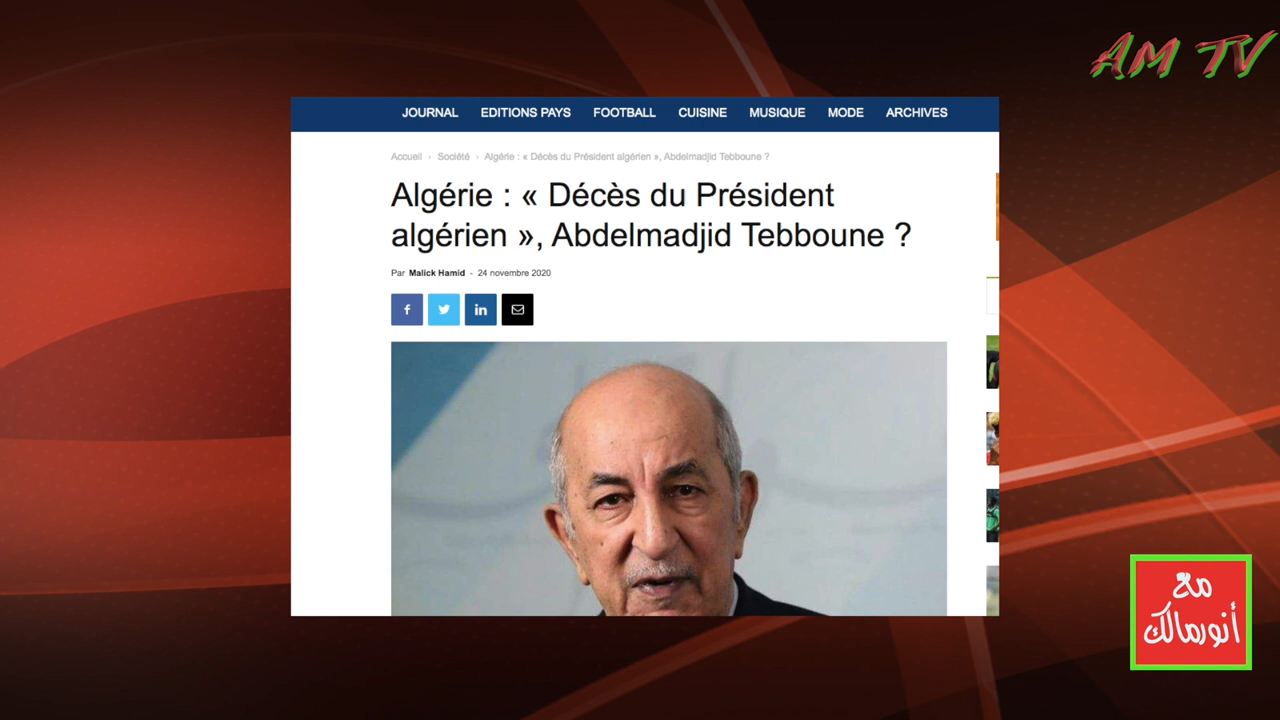 AM TV
JOURNAL EDITIONS PAYS FOOTBALL CUISINE MUSIQUE MODE ARCHIVES
Accueil › Société › Algérie : « Décès du Président algérien », Abdelmadjid Tebboune ?
Algérie : « Décès du Président
algérien », Abdelmadjid Tebboune ?
Par Malick Hamid - 24 novembre 2020
مع
أنورمالك